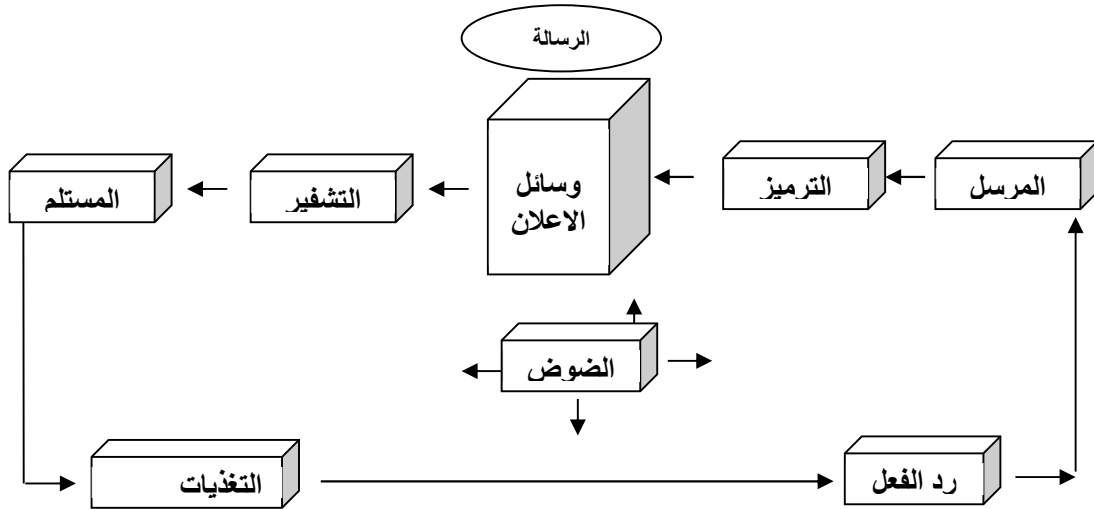 الرسالة
المرسل
الترميز
وسائل
الاعلان
التشفير
المستلم
الضوض
التغذيات
رد الفعل